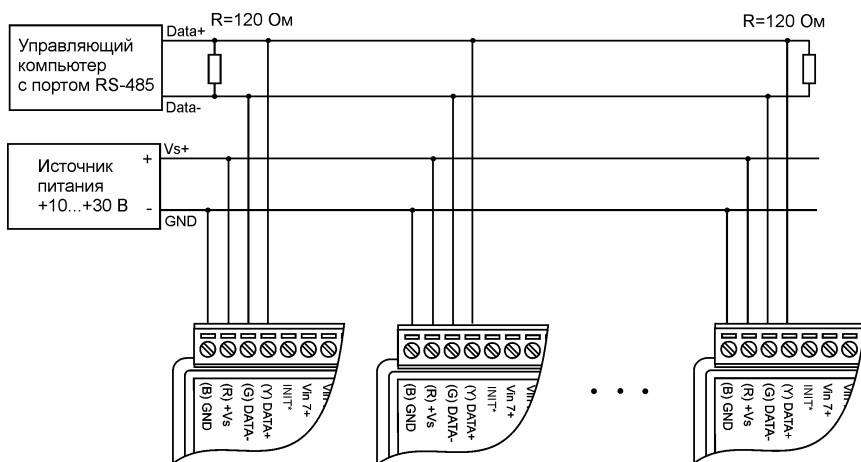 R=120 Ом
R=120 Ом
Data+
Управляющий
компьютер
с портом RS-485
Data-
Vs+
Источник
питания
+10...+30 В
+
-
GND
(B) GND
(R) +Vs
(G) DATA-
(Y) DATA+
INIT*
Vin 7+
(B) GND
(R) +Vs
(G) DATA-
(Y) DATA+
INIT*
Vin 7+
. . .
(B) GND
(R) +Vs
(G) DATA-
(Y) DATA+
INIT*
Vin 7+